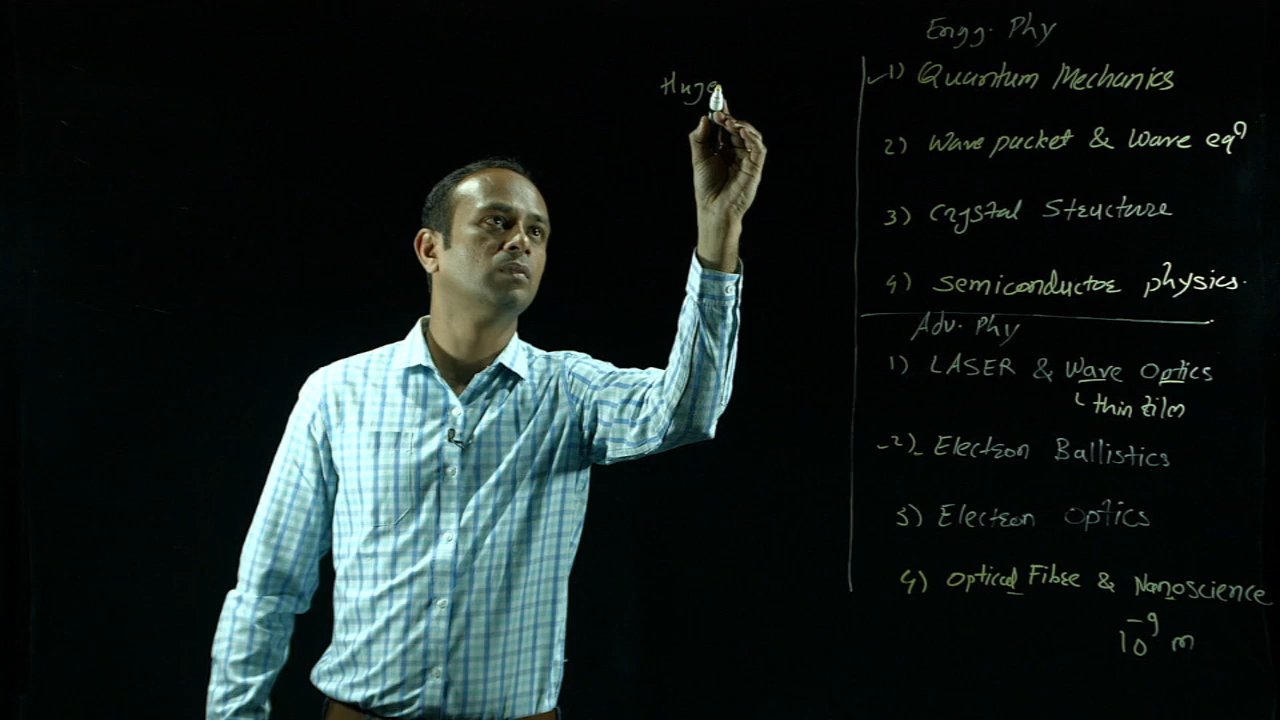 Huge
Engg. Phy
1) Quantum Mechanics
2) Wave packet & Wave eqn
3) Crystal Structure
4) Semiconductor physics.
Adv. Phy
1) LASER & Wave Optics
thin film
2) Electron Ballistics
3) Electron Optics
4) Optical Fibre & Nanoscience
10⁻⁹ m